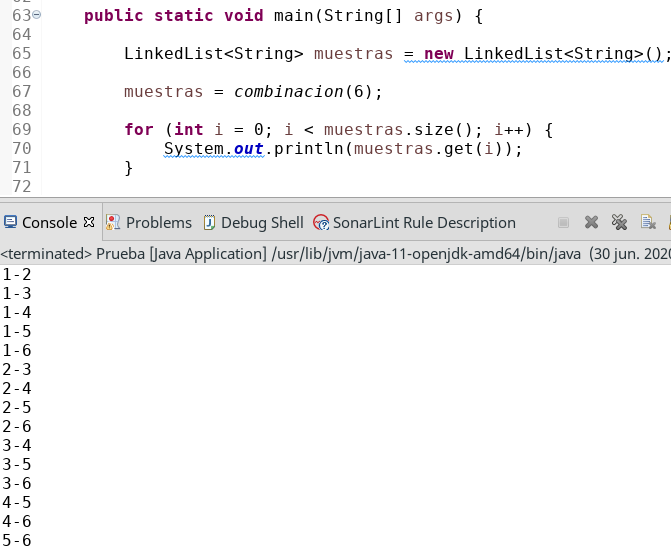 63 public static void main(String[] args) {
64
65 LinkedList<String> muestras = new LinkedList<String>();
66
67 muestras = combinacion(6);
68
69 for (int i = 0; i < muestras.size(); i++) {
70 System.out.println(muestras.get(i));
71 }
72
Console Problems Debug Shell SonarLint Rule Description
<terminated> Prueba [Java Application] /usr/lib/jvm/java-11-openjdk-amd64/bin/java (30 jun. 2020
1-2
1-3
1-4
1-5
1-6
2-3
2-4
2-5
2-6
3-4
3-5
3-6
4-5
4-6
5-6